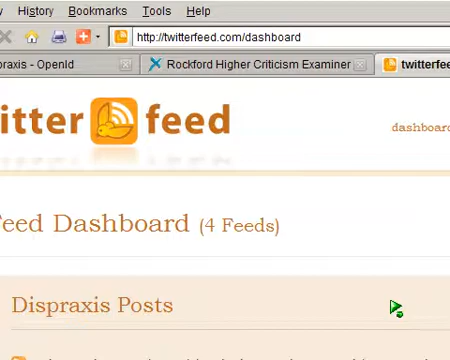 History Bookmarks Tools Help
http://twitterfeed.com/dashboard
praxis - OpenId Rockford Higher Criticism Examiner twitterfee
itter feed
dashboard
Feed Dashboard (4 Feeds)
Dispraxis Posts